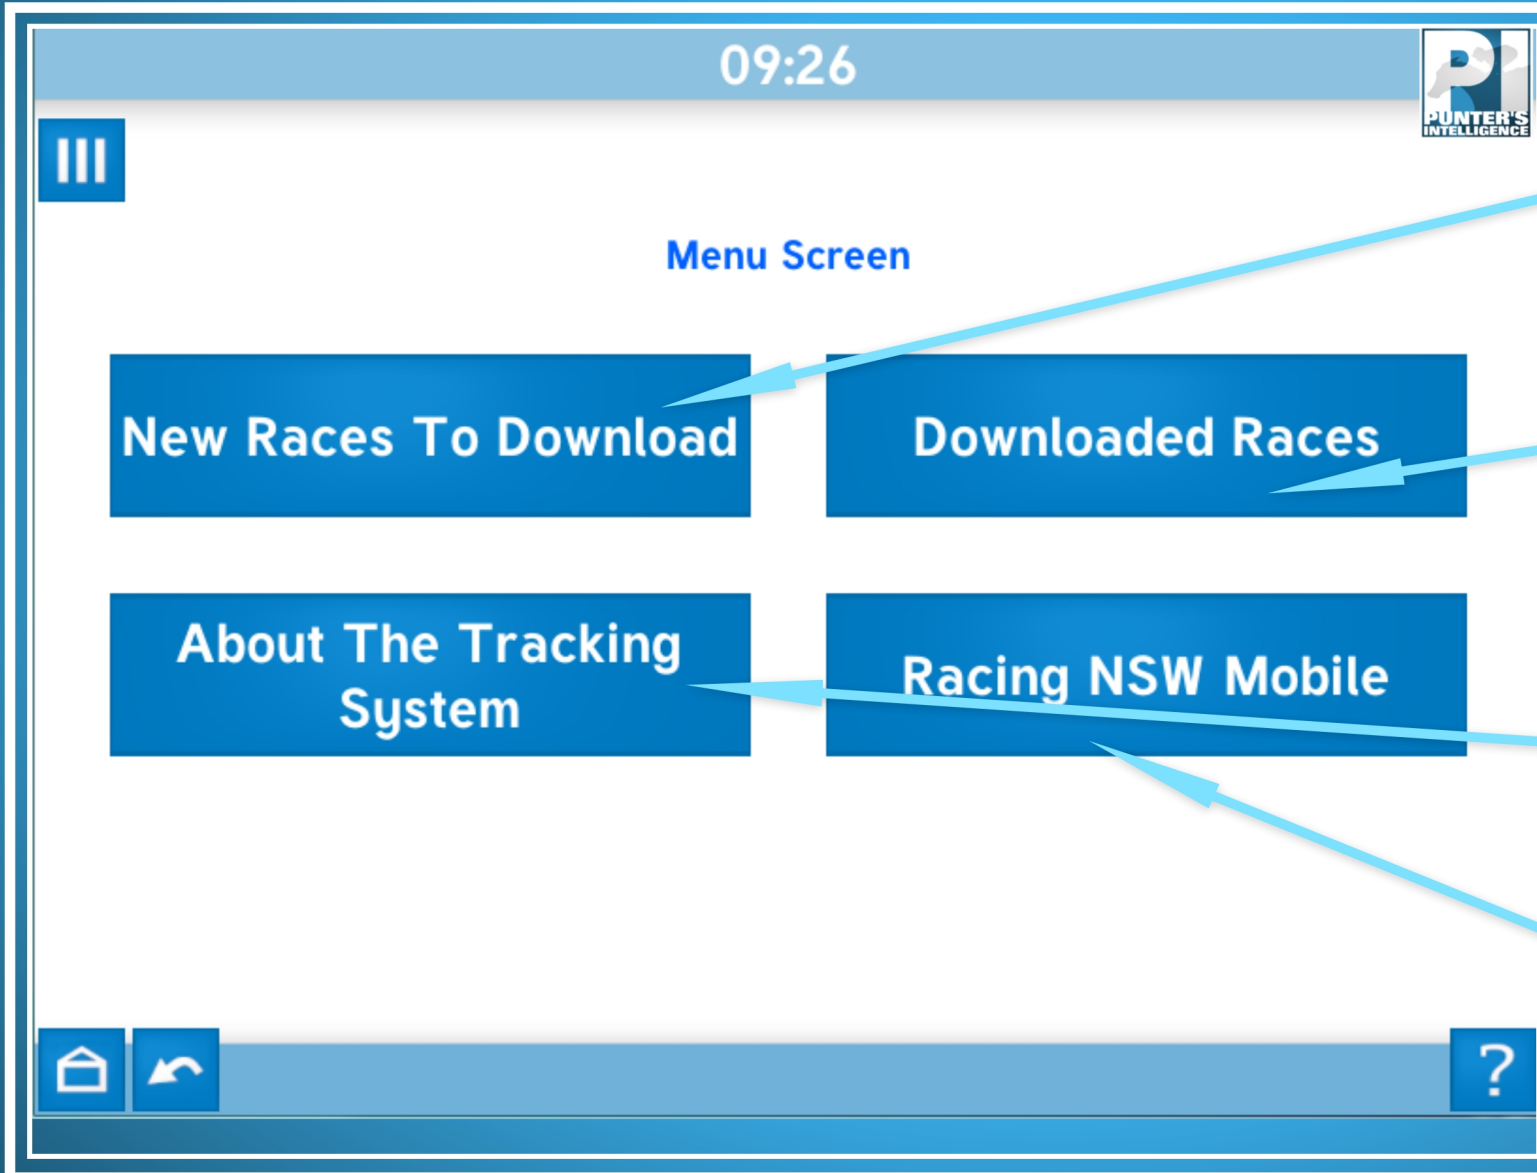 09:26
PI
PUNTER'S
INTELLIGENCE
Menu Screen
New Races To Download
Downloaded Races
About The Tracking
System
Racing NSW Mobile
?